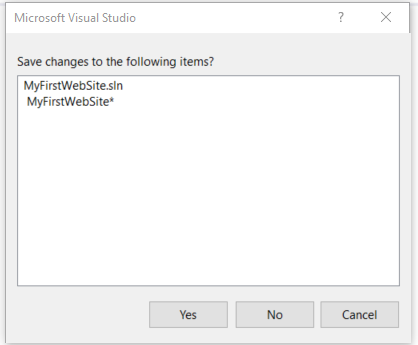 Microsoft Visual Studio
?
Save changes to the following items?
MyFirstWebSite.sln
MyFirstWebSite*
Yes No Cancel